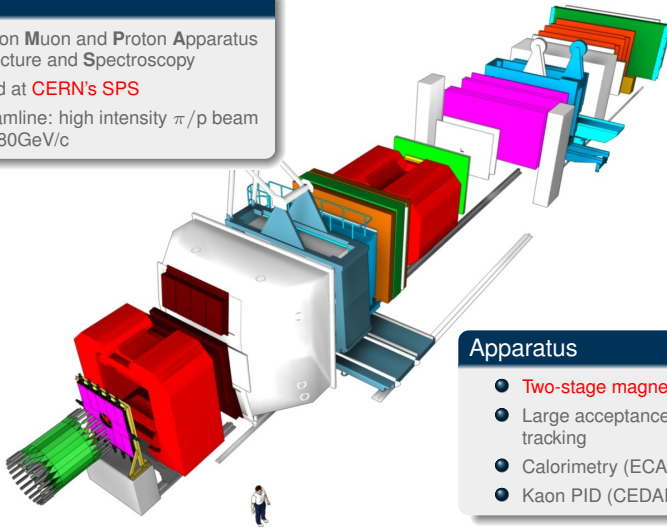 on Muon and Proton Apparatus
cture and Spectroscopy
d at CERN's SPS
mline: high intensity π/p beam
80GeV/c
Apparatus
Two-stage magne
Large acceptance
tracking
Calorimetry (ECA
Kaon PID (CEDA